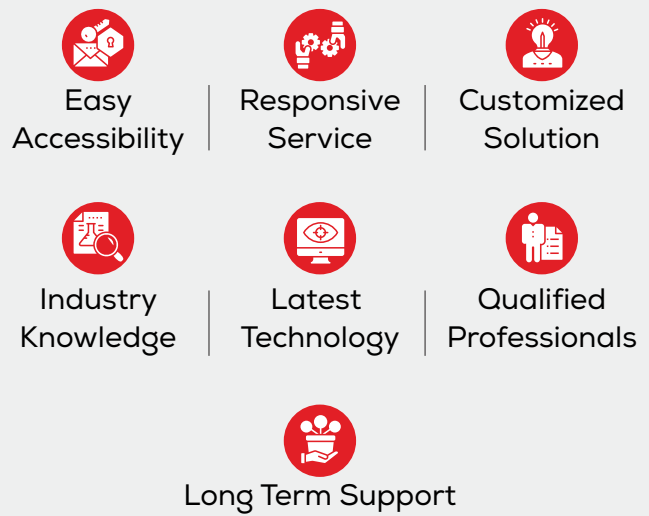 Easy
Accessibility
Responsive
Service
Customized
Solution
Industry
Knowledge
Latest
Technology
Qualified
Professionals
Long Term Support